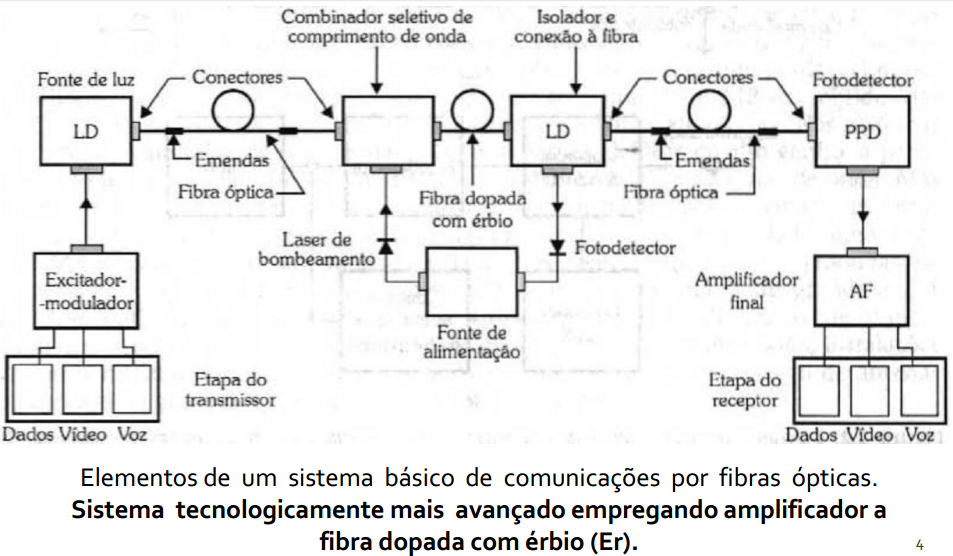 Combinador seletivo de
comprimento de onda
Isolador e
conexão à fibra
Fonte de luz
Conectores
Conectores
Fotodetector
LD
LD
PPD
Emendas
Fibra óptica
Fibra dopada
com érbio
Emendas
Fibra óptica
Laser de
bombeamento
Fotodetector
Excitador-
-modulador
Fonte de
alimentação
Amplificador
final
AF
Etapa do
transmissor
Etapa do
receptor
Dados Vídeo Voz
Dados Vídeo Voz
Elementos de um sistema básico de comunicações por fibras ópticas.
Sistema tecnologicamente mais avançado empregando amplificador a
fibra dopada com érbio (Er).
4